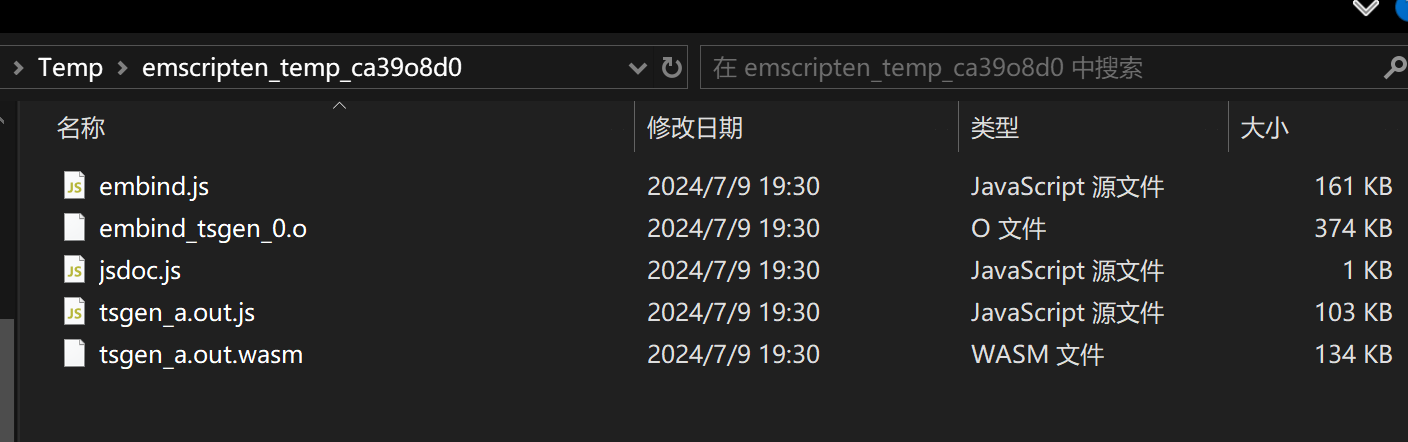 Temp emscripten_temp_ca39o8d0 在 emscripten_temp_ca39o8d0 中搜索
名称 修改日期 类型 大小
embind.js 2024/7/9 19:30 JavaScript 源文件 161 KB
embind_tsgen_0.o 2024/7/9 19:30 O 文件 374 KB
jsdoc.js 2024/7/9 19:30 JavaScript 源文件 1 KB
tsgen_a.out.js 2024/7/9 19:30 JavaScript 源文件 103 KB
tsgen_a.out.wasm 2024/7/9 19:30 WASM 文件 134 KB